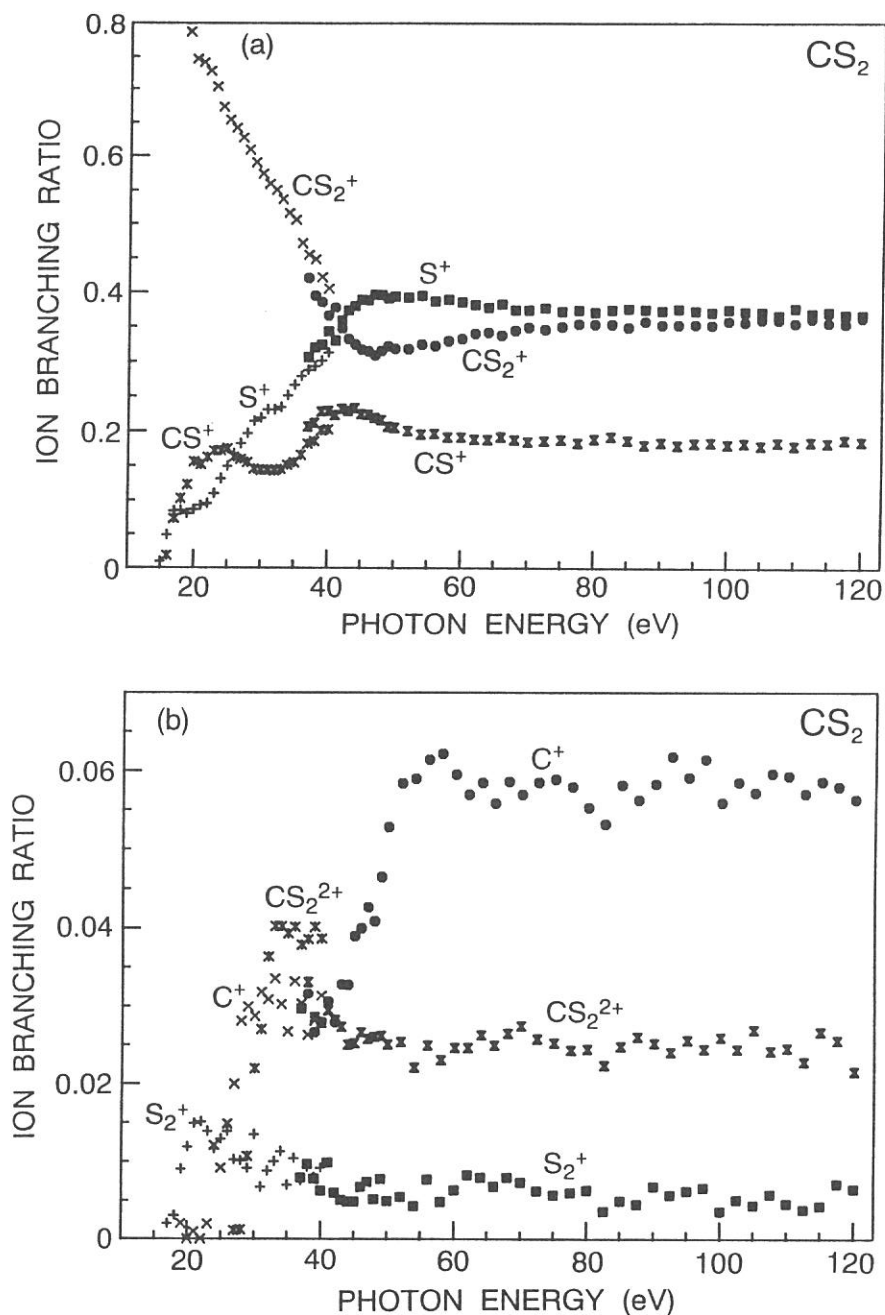 0.8
(a)
CS₂
0.6
CS₂⁺
0.4
S⁺
S⁺
CS₂⁺
CS⁺
0.2
CS⁺
0
20 40 60 80 100 120
ION BRANCHING RATIO
PHOTON ENERGY (eV)
(b)
CS₂
C⁺
0.06
CS₂²⁺
0.04
C⁺
CS₂²⁺
0.02
S₂⁺
S₂⁺
0
20 40 60 80 100 120
ION BRANCHING RATIO
PHOTON ENERGY (eV)